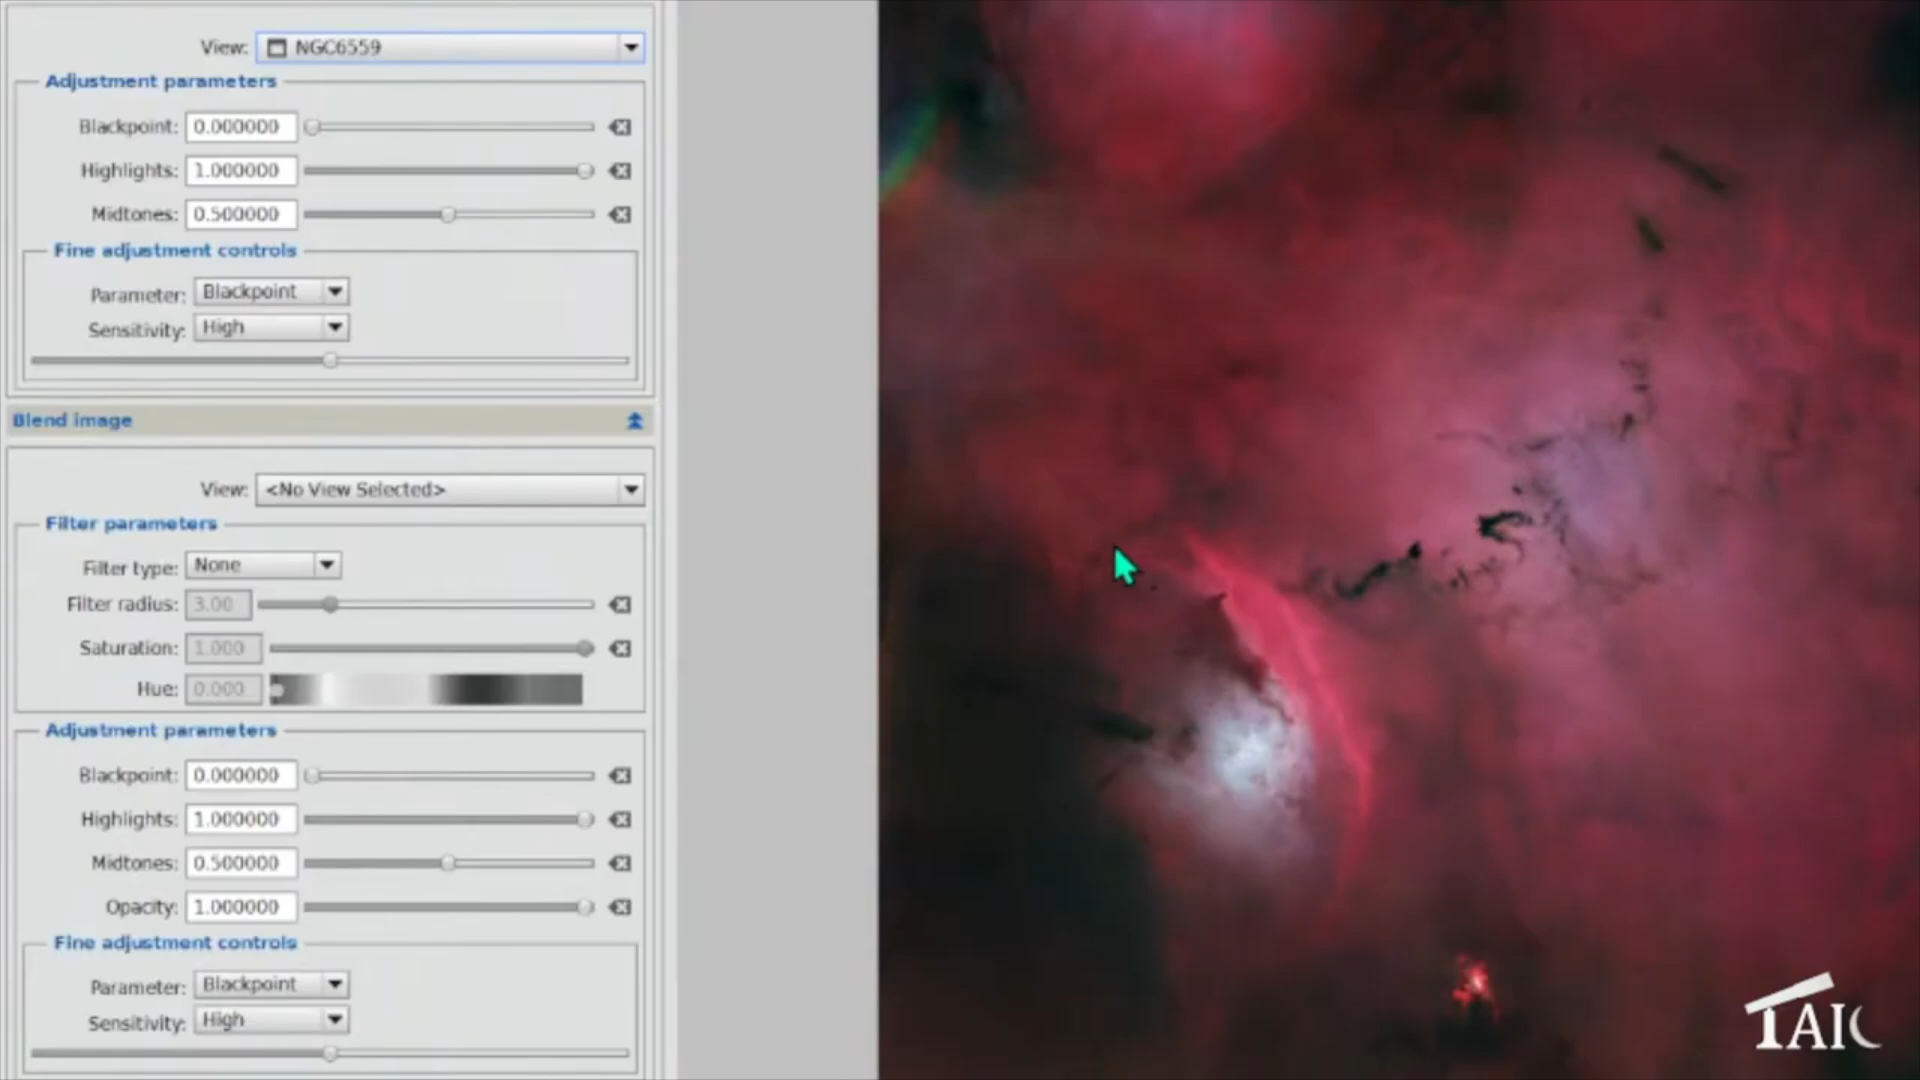 View: NGC6559
Adjustment parameters
Blackpoint: 0.000000
Highlights: 1.000000
Midtones: 0.500000
Fine adjustment controls
Parameter: Blackpoint
Sensitivity: High
Blend image
View: <No View Selected>
Filter parameters
Filter type: None
Filter radius: 3.00
Saturation: 1.000
Hue: 0.000
Adjustment parameters
Blackpoint: 0.000000
Highlights: 1.000000
Midtones: 0.500000
Opacity: 1.000000
Fine adjustment controls
Parameter: Blackpoint
Sensitivity: High
TAIC